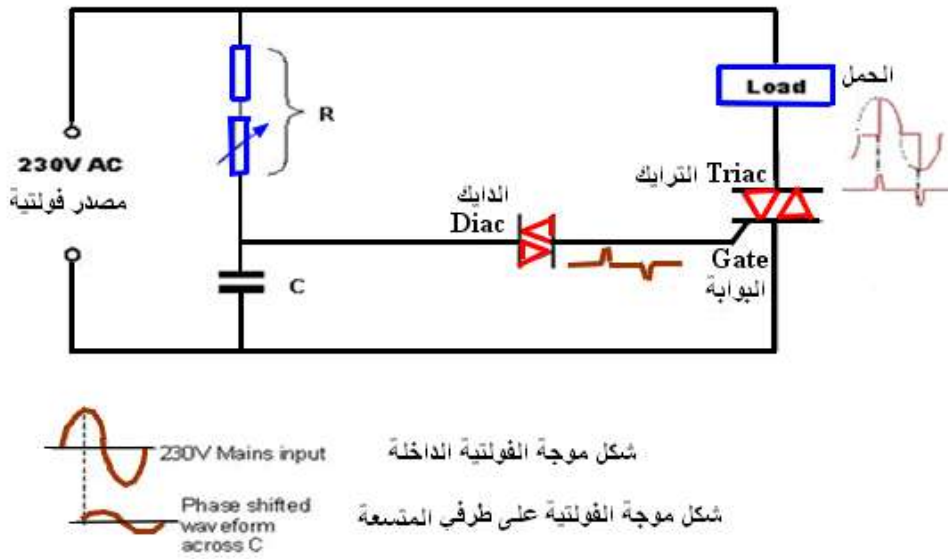 الحمل
Load
R
230V AC
مصدر فولتية
الدايك
Diac
الترايك Triac
Gate
البوابة
C
230V Mains input
شكل موجة الفولتية الداخلة
Phase shifted
waveform
across C
شكل موجة الفولتية على طرفي المتسعة